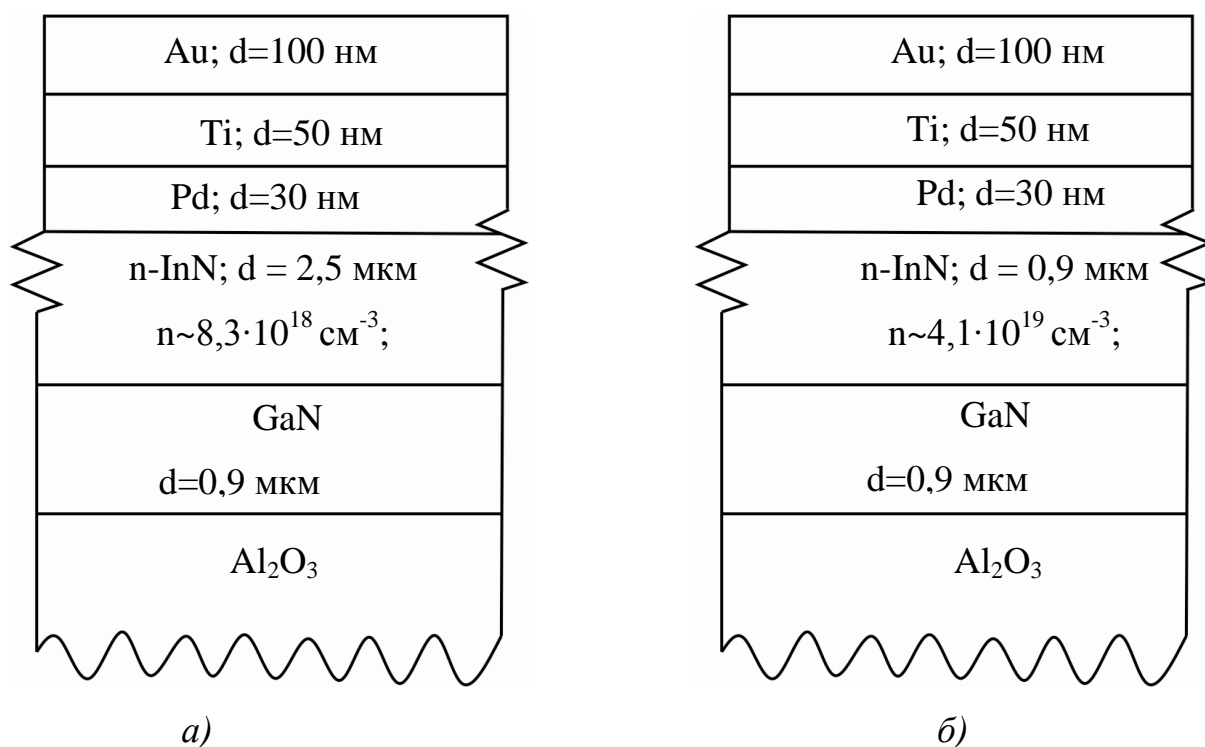 Au; d=100 нм
Ti; d=50 нм
Pd; d=30 нм
n-InN; d = 2,5 мкм
n~8,3·10¹⁸ см⁻³;
GaN
d=0,9 мкм
Al₂O₃
а)
Au; d=100 нм
Ti; d=50 нм
Pd; d=30 нм
n-InN; d = 0,9 мкм
n~4,1·10¹⁹ см⁻³;
GaN
d=0,9 мкм
Al₂O₃
б)